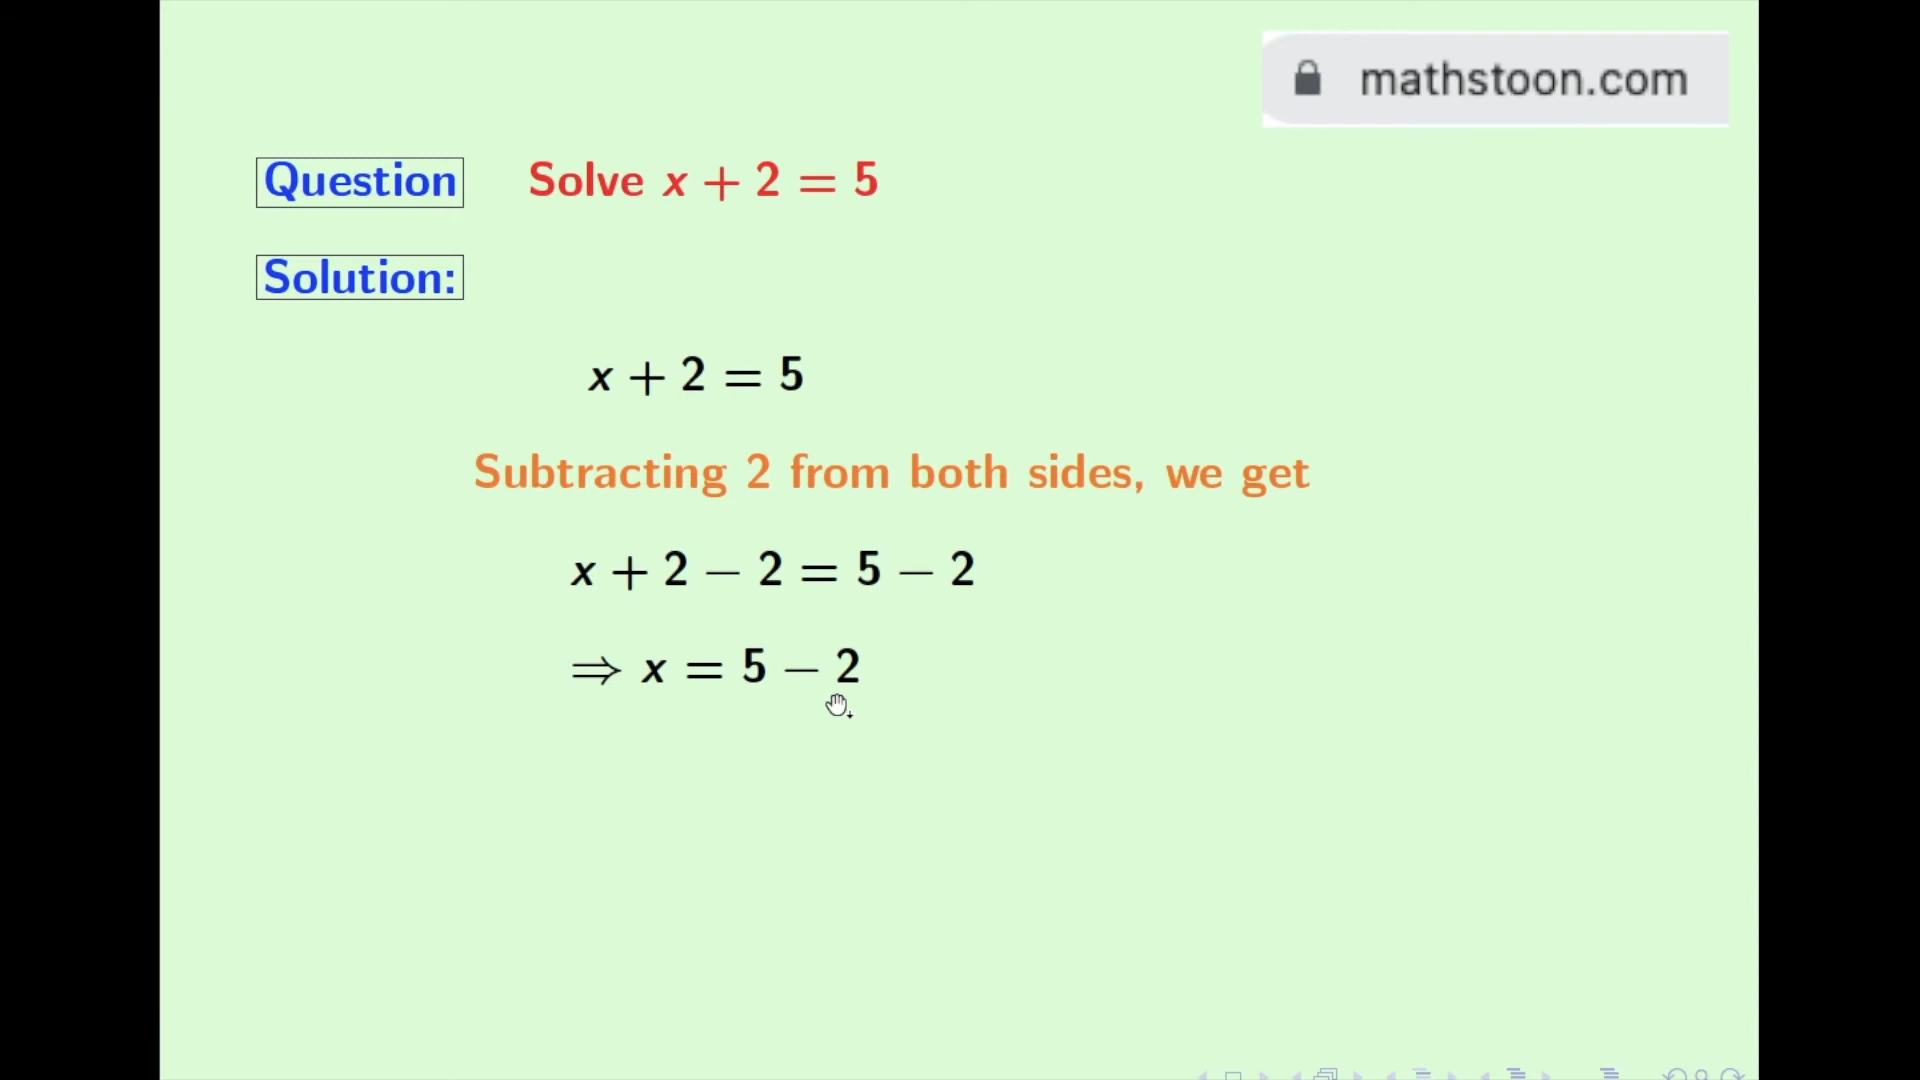 mathstoon.com
Question Solve x + 2 = 5
Solution:
x + 2 = 5
Subtracting 2 from both sides, we get
x + 2 − 2 = 5 − 2
⇒ x = 5 − 2